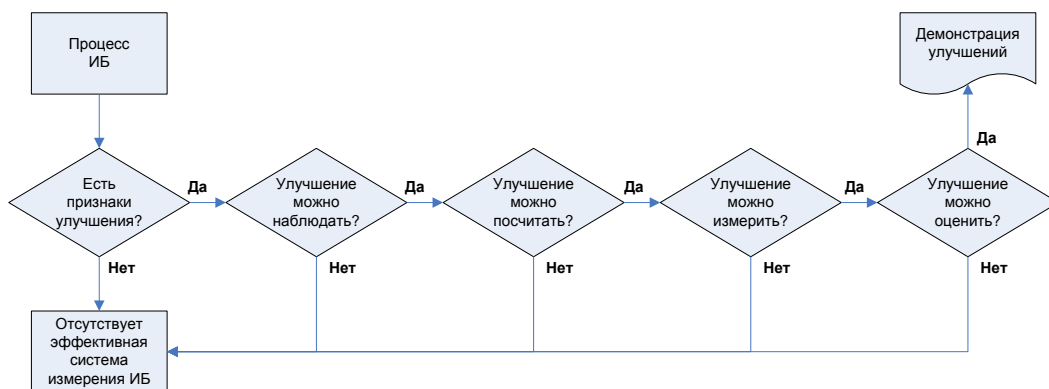 Процесс
ИБ
Демонстрация
улучшений
Есть
признаки
улучшения?
Да
Улучшение
можно
наблюдать?
Да
Улучшение
можно
посчитать?
Да
Улучшение
можно
измерить?
Да
Улучшение
можно
оценить?
Да
Нет
Нет
Нет
Нет
Нет
Отсутствует
эффективная
система
измерения ИБ